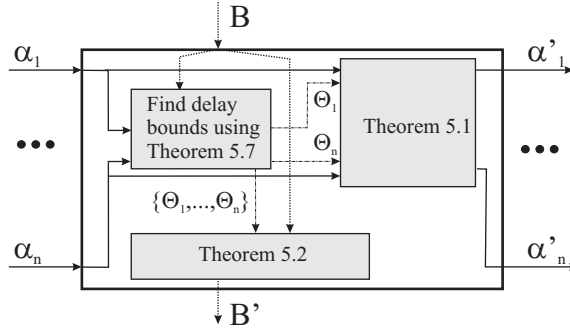 B
α1
α'1
Find delay
bounds using
Theorem 5.7
Θ1
Θn
Theorem 5.1
{Θ1,...,Θn}
αn
Theorem 5.2
α'n
B'